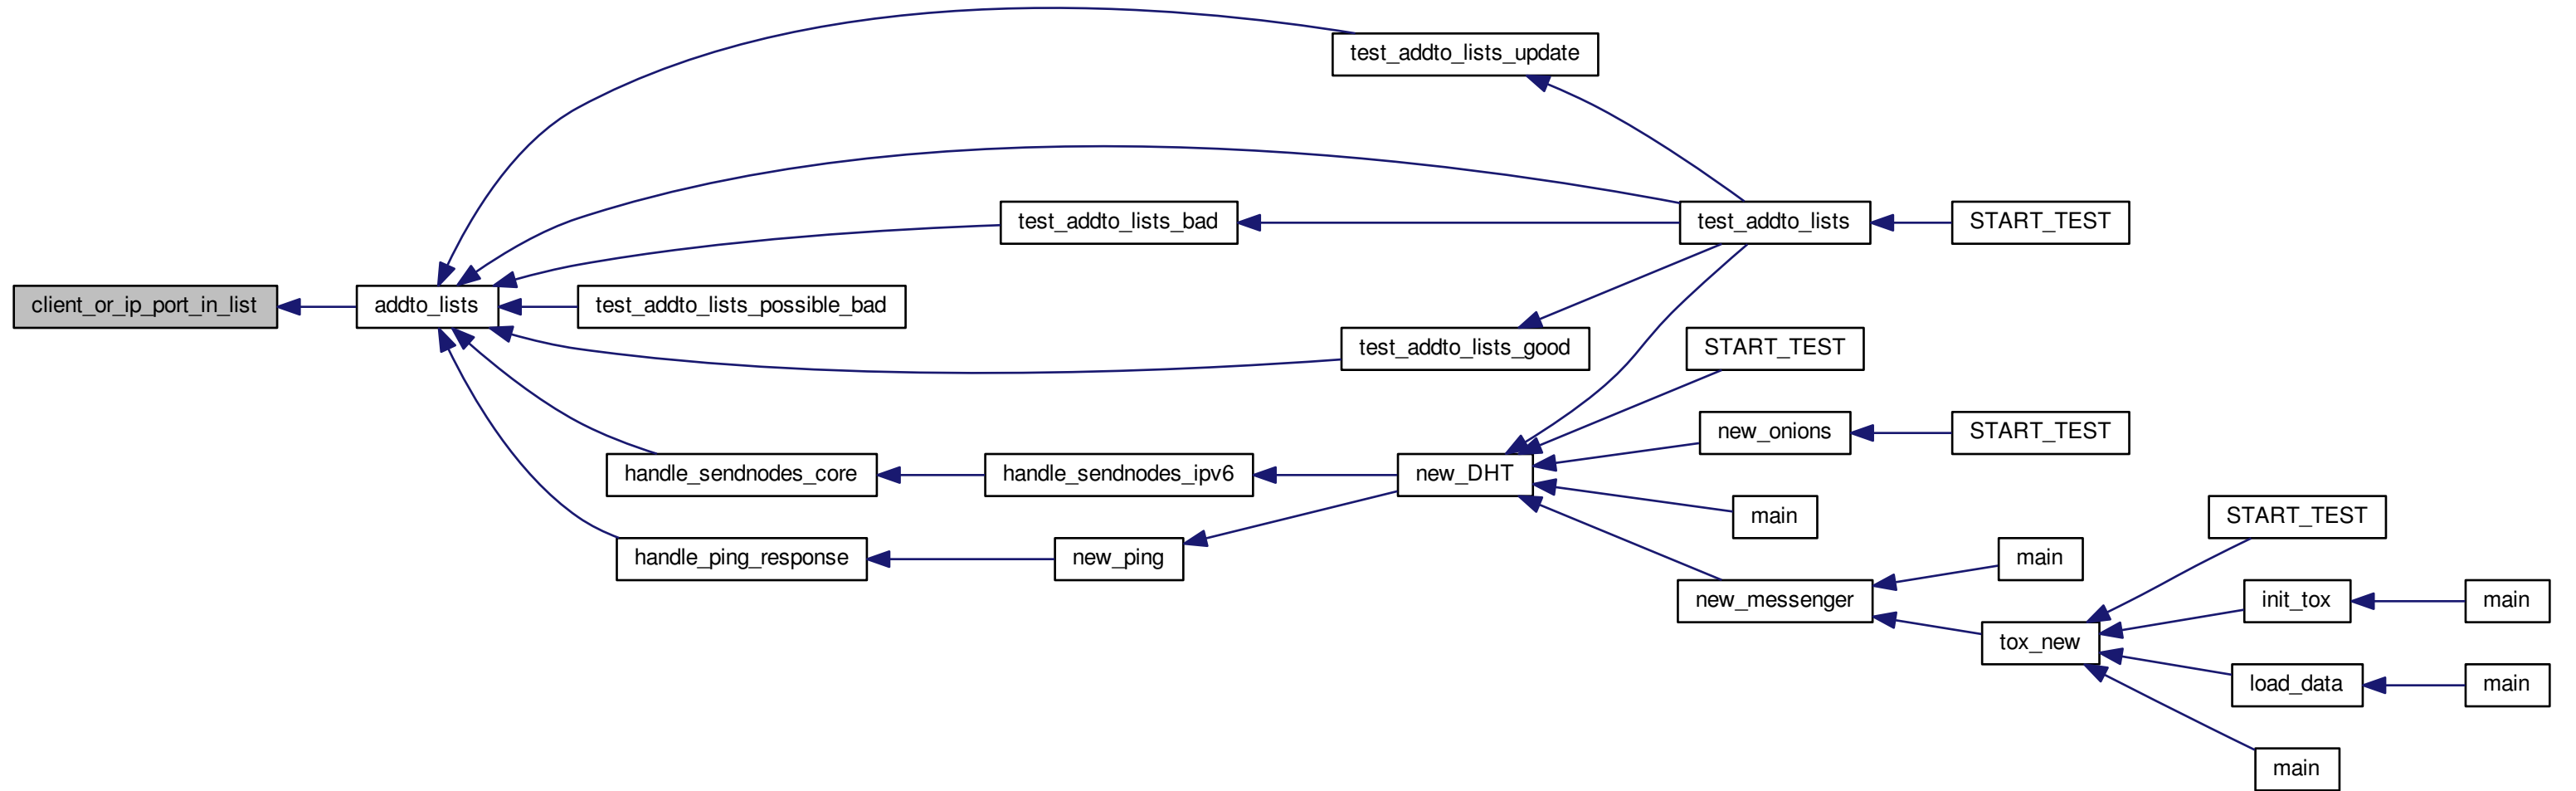 test_addto_lists_update
test_addto_lists_bad
test_addto_lists
START_TEST
client_or_ip_port_in_list
addto_lists
test_addto_lists_possible_bad
test_addto_lists_good
START_TEST
new_onions
START_TEST
handle_sendnodes_core
handle_sendnodes_ipv6
new_DHT
main
START_TEST
handle_ping_response
new_ping
main
new_messenger
init_tox
main
tox_new
load_data
main
main